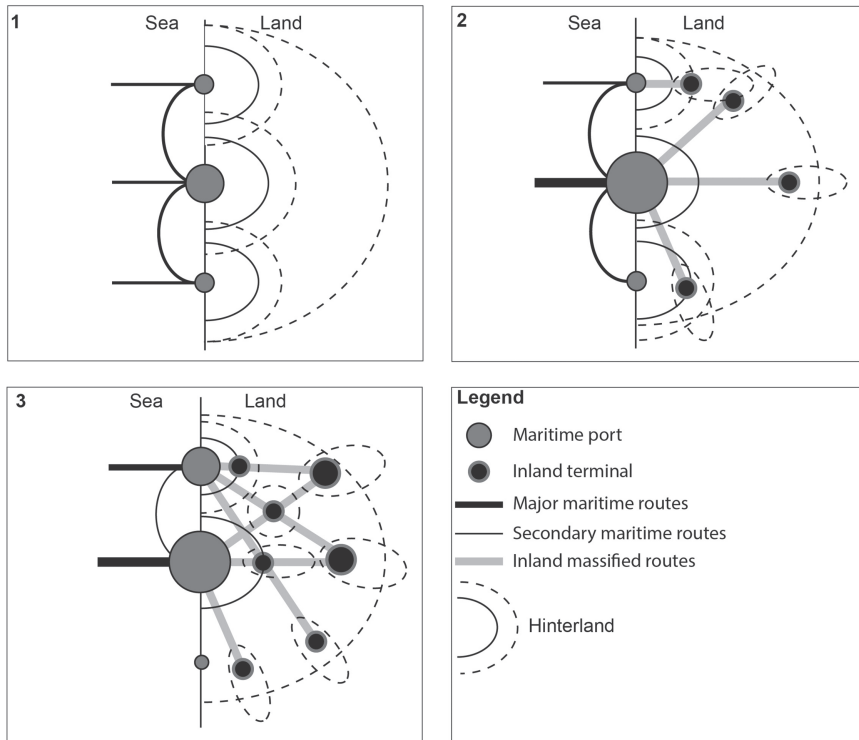 1
Sea Land
2
Sea Land
3
Sea Land
Legend
Maritime port
Inland terminal
Major maritime routes
Secondary maritime routes
Inland massified routes
Hinterland